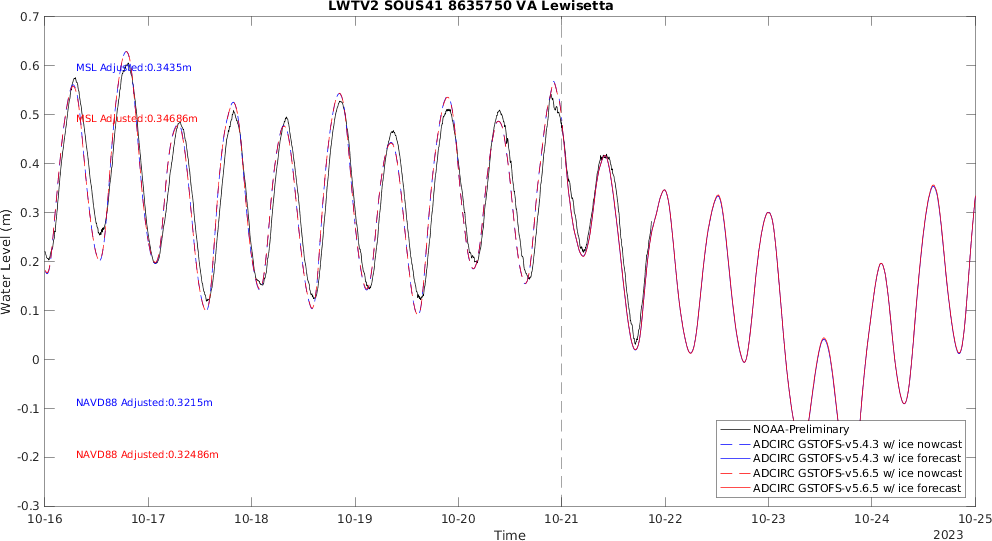 LWTV2 SOUS41 8635750 VA Lewisetta
0.7
0.6
0.5
0.4
0.3
0.2
0.1
0
-0.1
-0.2
-0.3
Water Level (m)
MSL Adjusted:0.3435m
MSL Adjusted:0.34686m
NAVD88 Adjusted:0.3215m
NAVD88 Adjusted:0.32486m
NOAA-Preliminary
ADCIRC GSTOFS-v5.4.3 w/ ice nowcast
ADCIRC GSTOFS-v5.4.3 w/ ice forecast
ADCIRC GSTOFS-v5.6.5 w/ ice nowcast
ADCIRC GSTOFS-v5.6.5 w/ ice forecast
10-16 10-17 10-18 10-19 10-20 10-21 10-22 10-23 10-24 10-25
Time
2023